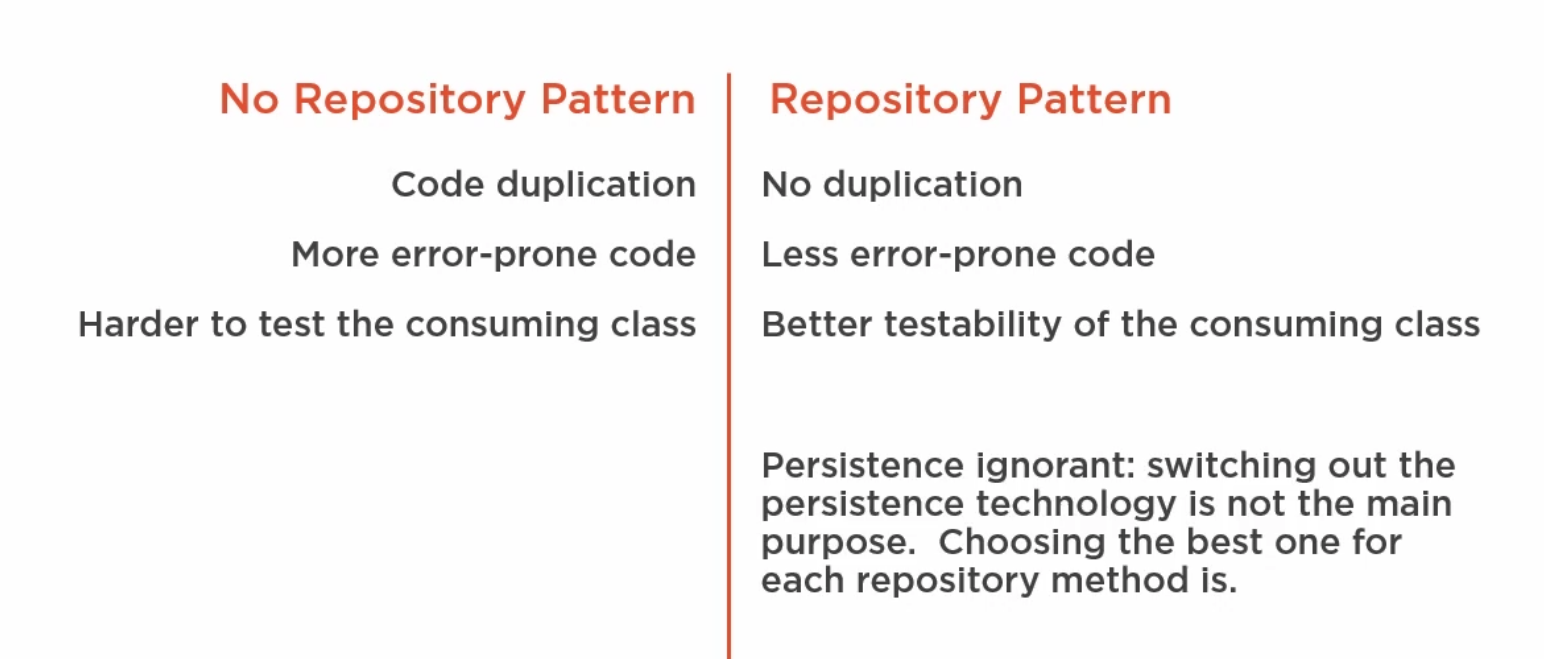 No Repository Pattern
Code duplication
More error-prone code
Harder to test the consuming class
Repository Pattern
No duplication
Less error-prone code
Better testability of the consuming class
Persistence ignorant: switching out the
persistence technology is not the main
purpose.  Choosing the best one for
each repository method is.